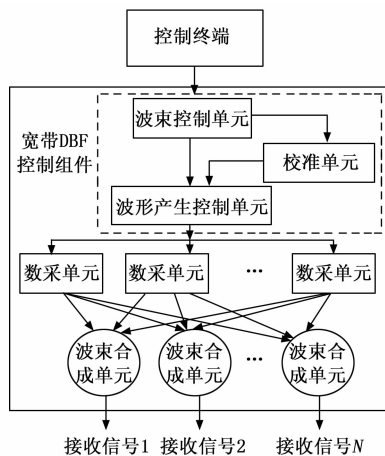 控制终端
宽带DBF
控制组件
波束控制单元
校准单元
波形产生控制单元
数采单元
数采单元
...
数采单元
波束合
成单元
波束合
成单元
...
波束合
成单元
接收信号1
接收信号2
接收信号N